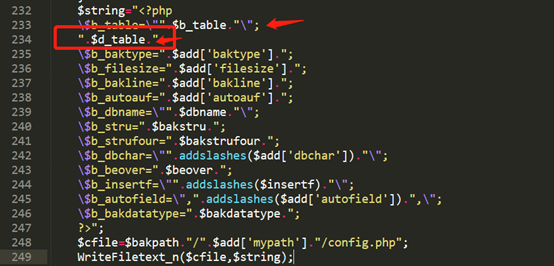 232 $string="<?php
233 \$b_table=\"".$b_table."\";
234 ".$d_table."
235 \$b_baktype=".$add['baktype'].";
236 \$b_filesize=".$add['filesize'].";
237 \$b_bakline=".$add['bakline'].";
238 \$b_autoauf=".$add['autoauf'].";
239 \$b_dbname=\"".$dbname."\";
240 \$b_stru=".$bakstru.";
241 \$b_strufour=".$bakstrufour.";
242 \$b_dbchar=\"".addslashes($add['dbchar'])."\";
243 \$b_beover=".$beover.";
244 \$b_insertf=\"".addslashes($insertf)."\";
245 \$b_autofield=\",".addslashes($add['autofield']).",\";
246 \$b_bakdatatype=".$bakdatatype.";
247 ?>";
248 $cfile=$bakpath."/".$add['mypath']."/config.php";
249 WriteFiletext_n($cfile,$string);